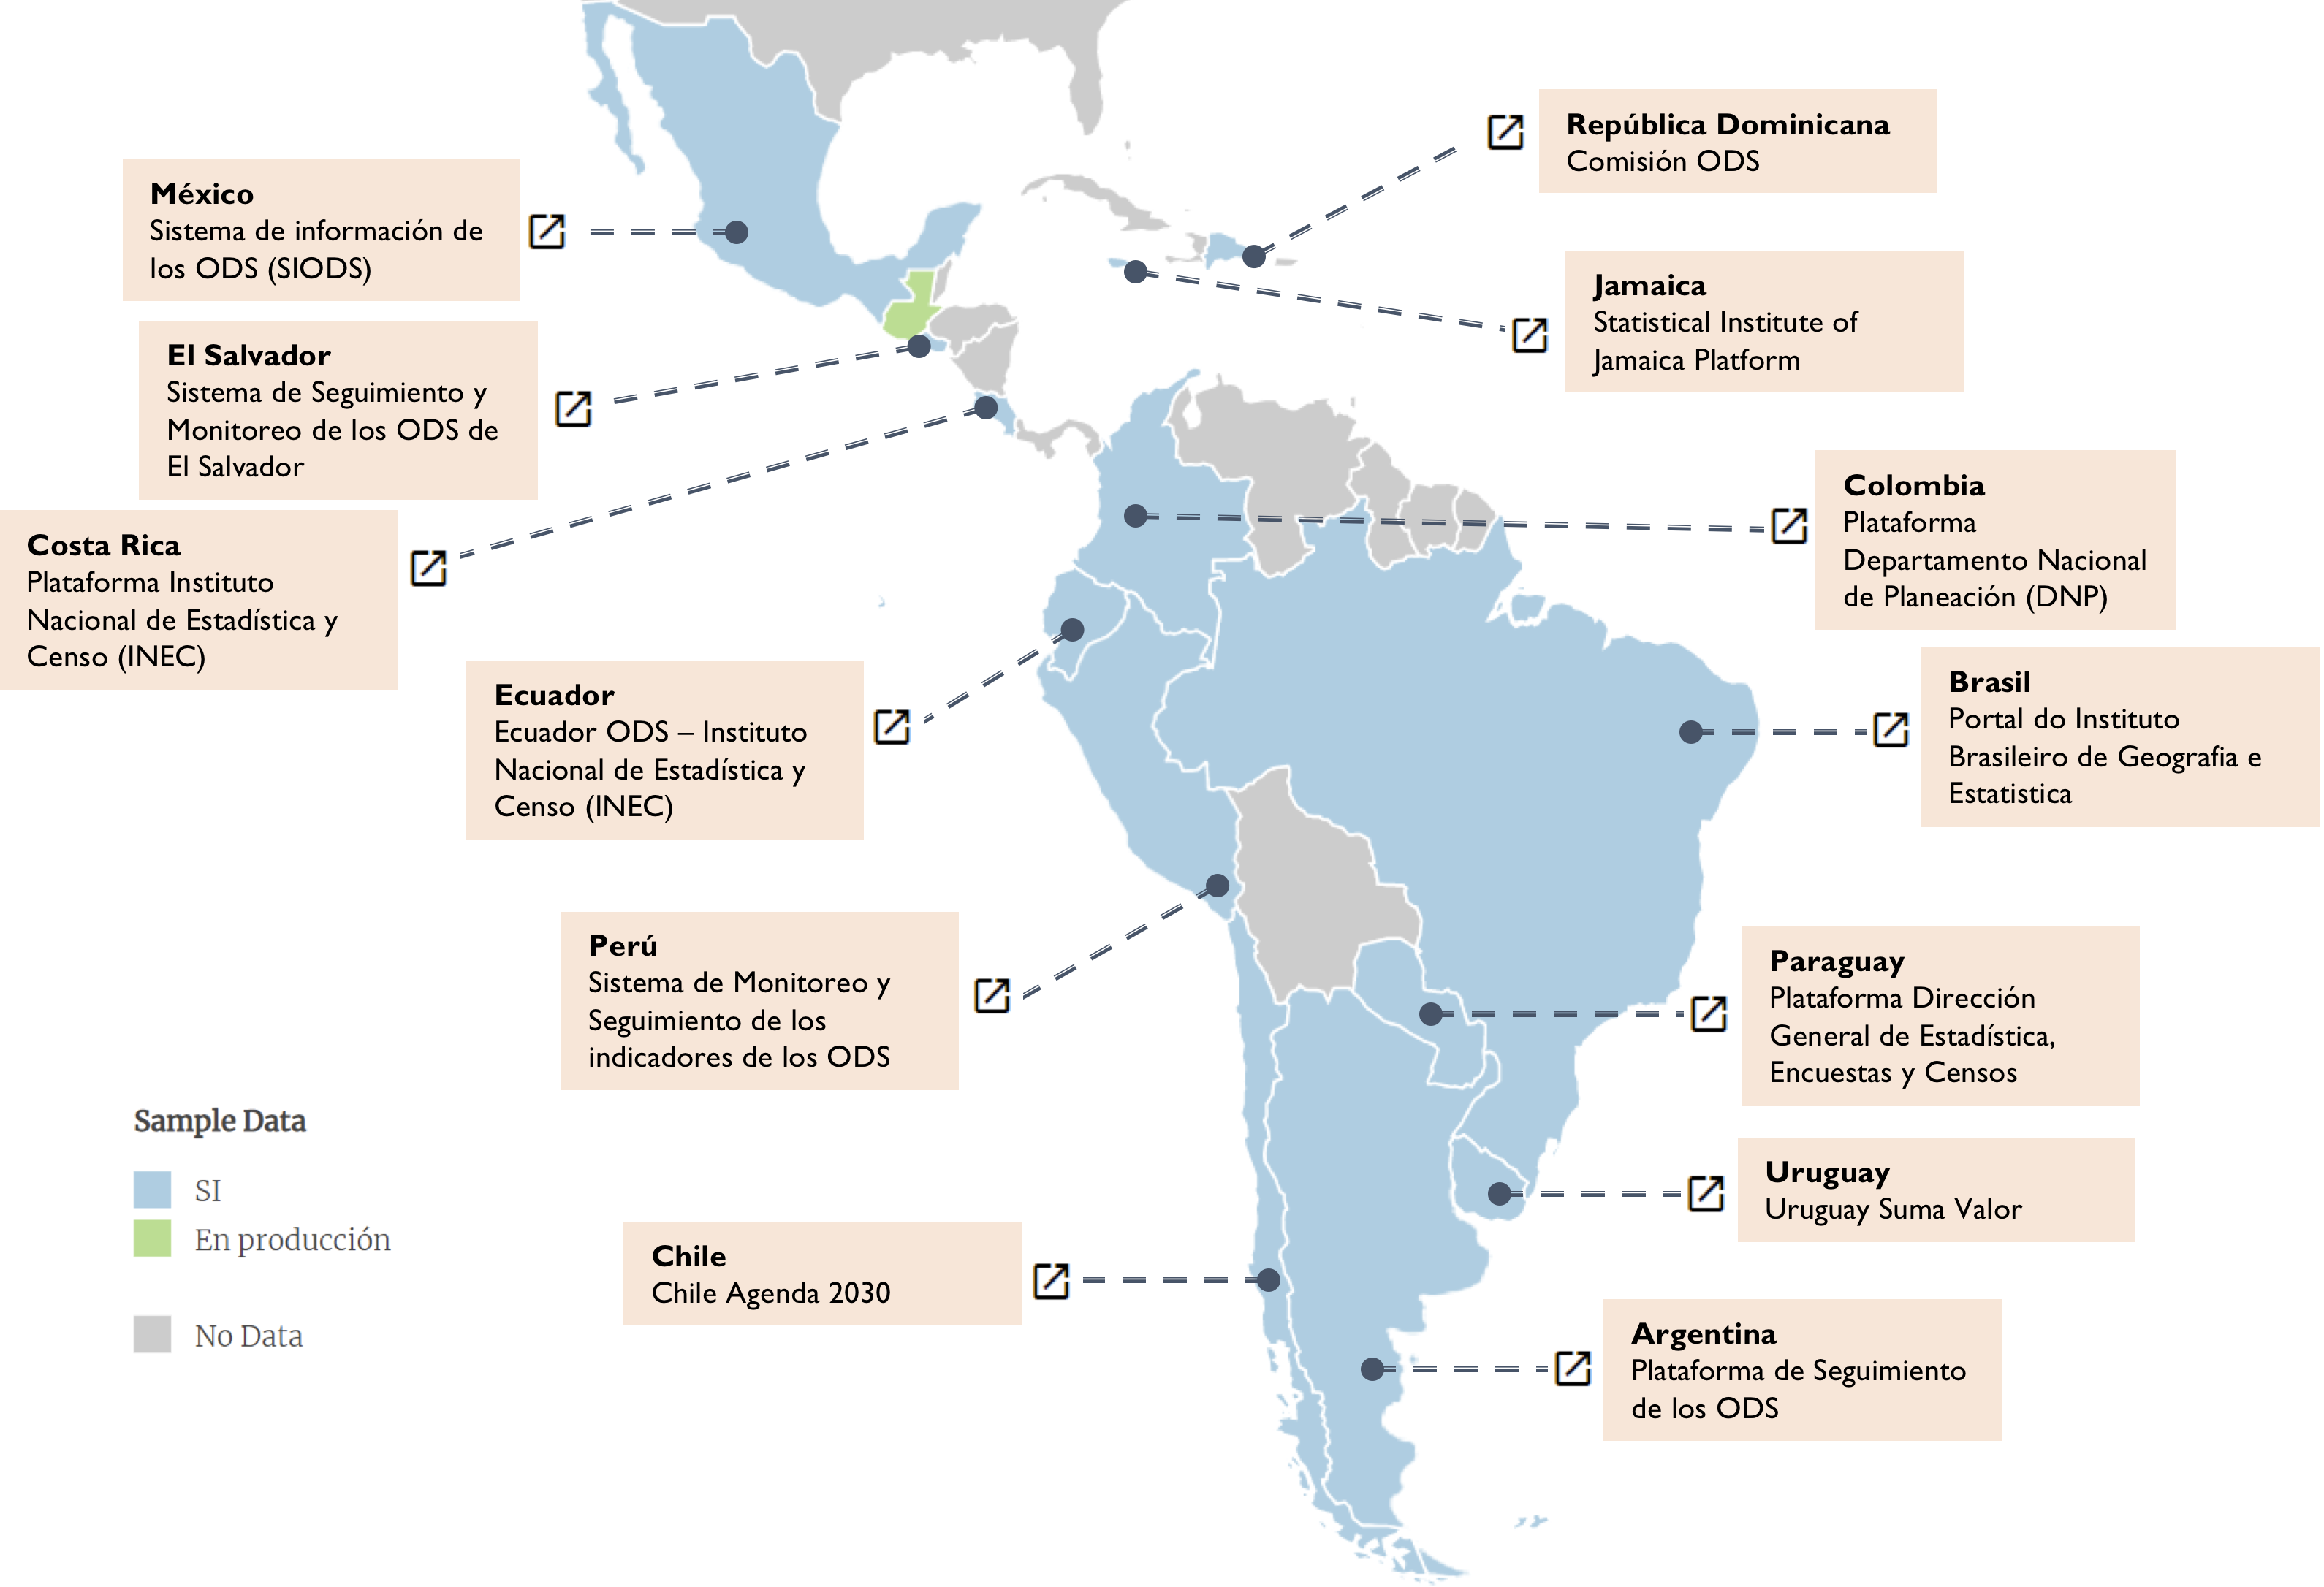 República Dominicana
Comisión ODS
México
Sistema de información de
los ODS (SIODS)
Jamaica
Statistical Institute of
Jamaica Platform
El Salvador
Sistema de Seguimiento y
Monitoreo de los ODS de
El Salvador
Colombia
Plataforma
Departamento Nacional
de Planeación (DNP)
Costa Rica
Plataforma Instituto
Nacional de Estadística y
Censo (INEC)
Ecuador
Ecuador ODS – Instituto
Nacional de Estadística y
Censo (INEC)
Brasil
Portal do Instituto
Brasileiro de Geografia e
Estatistica
Perú
Sistema de Monitoreo y
Seguimiento de los
indicadores de los ODS
Paraguay
Plataforma Dirección
General de Estadística,
Encuestas y Censos
Sample Data
SI
En producción
No Data
Uruguay
Uruguay Suma Valor
Chile
Chile Agenda 2030
Argentina
Plataforma de Seguimiento
de los ODS